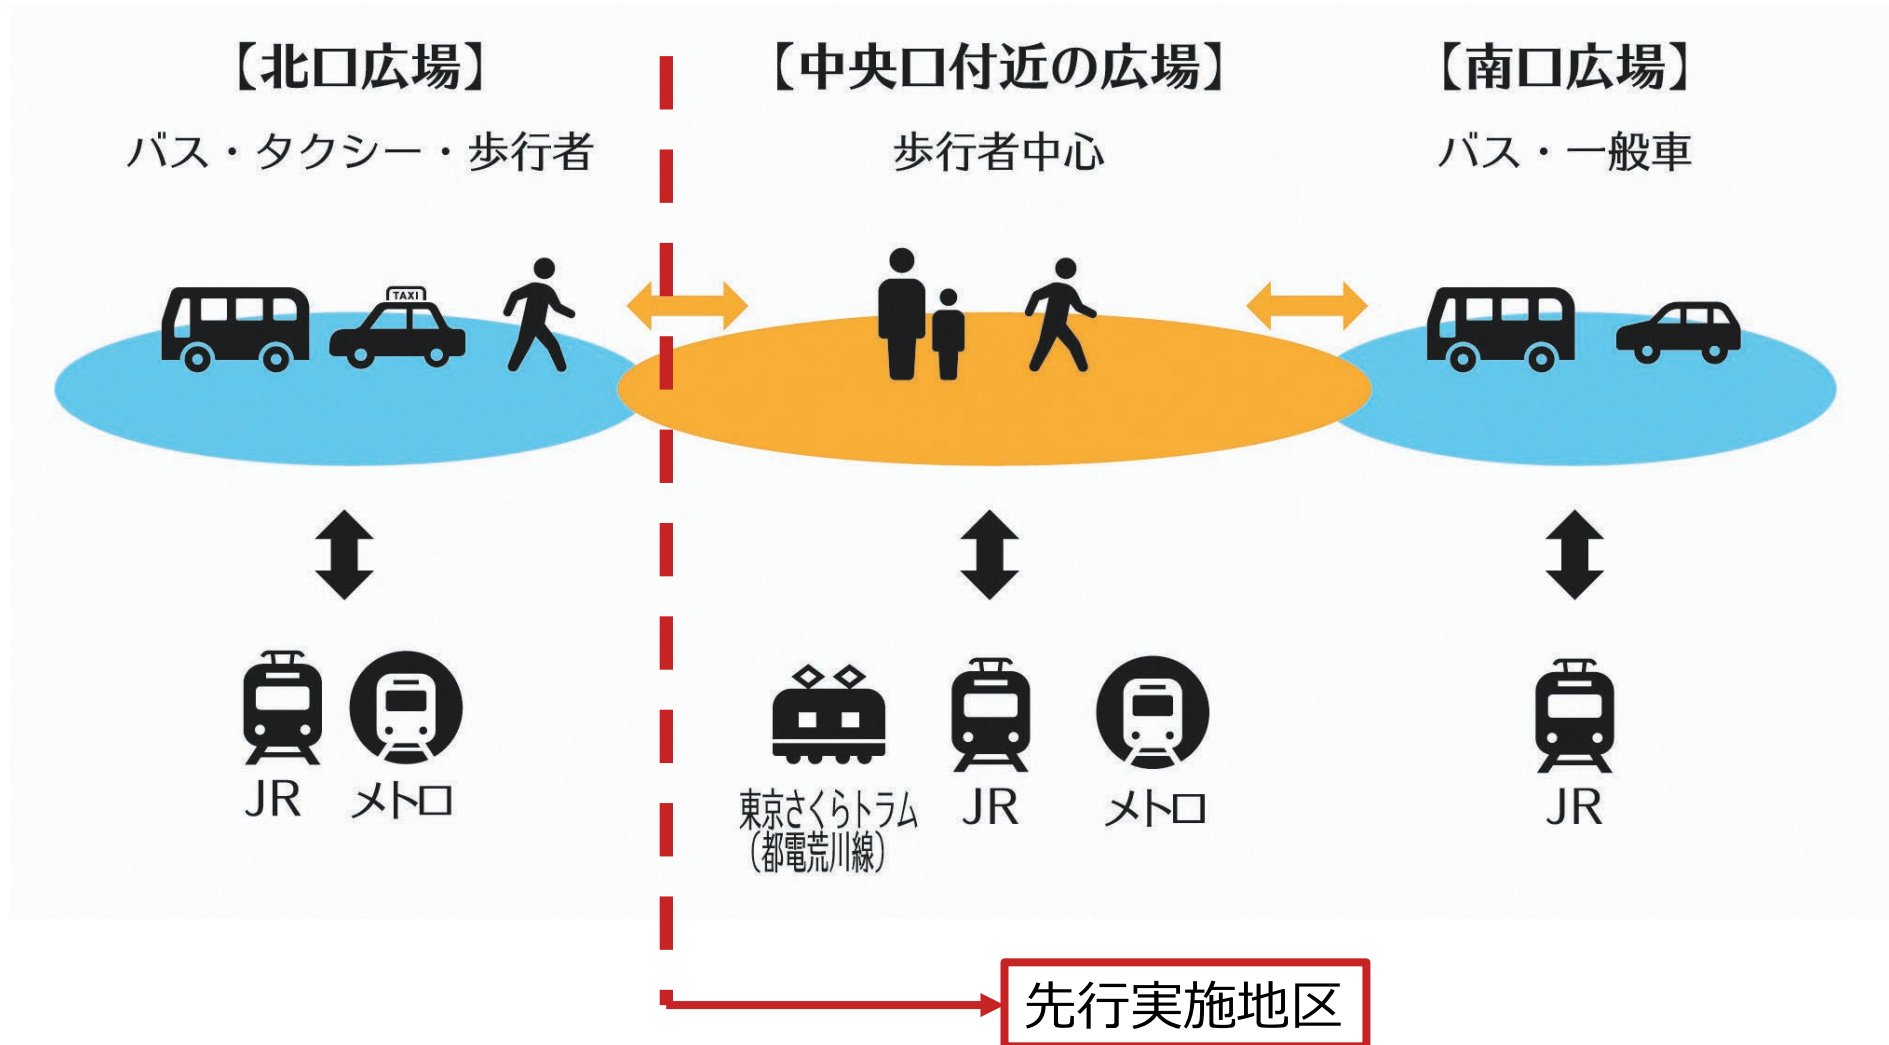 【北口広場】
バス・タクシー・歩行者
TAXI
JR
メトロ
【中央口付近の広場】
歩行者中心
東京さくらトラム
（都電荒川線）
JR
メトロ
【南口広場】
バス・一般車
JR
先行実施地区